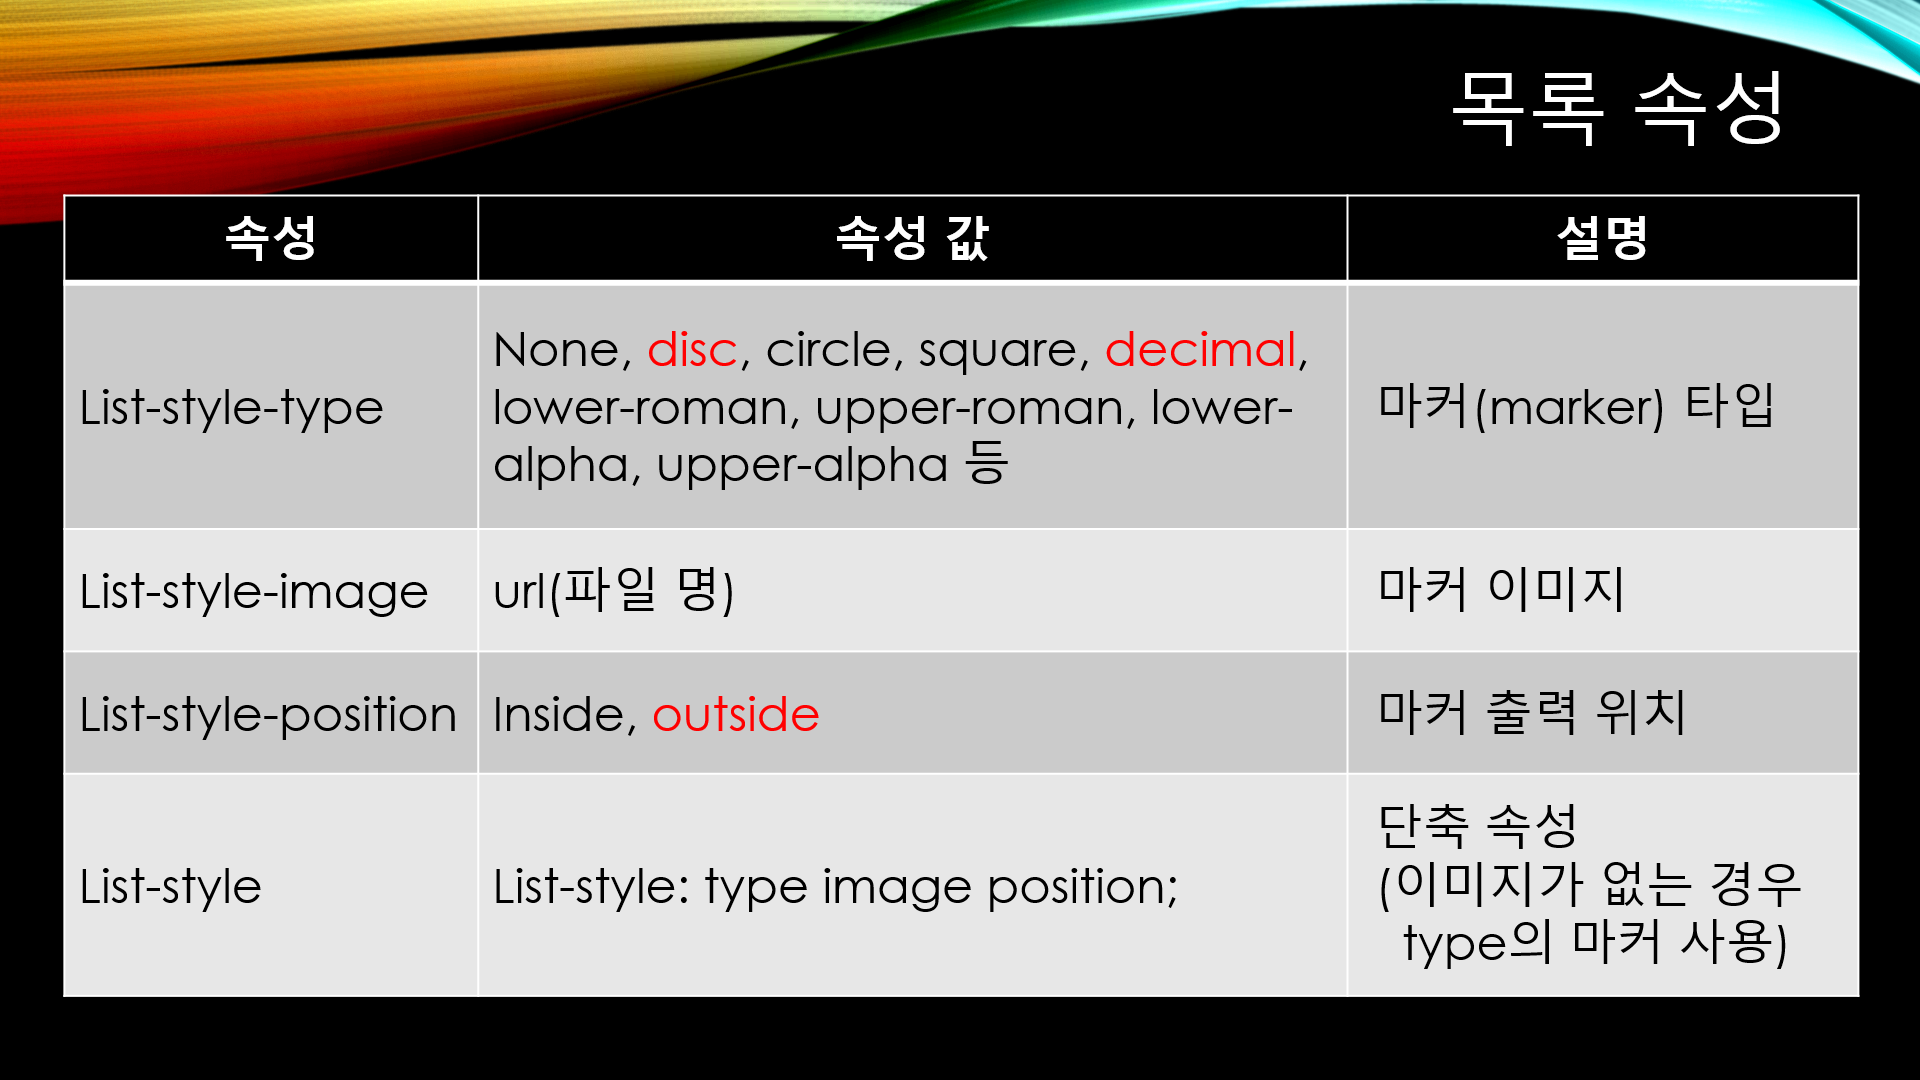 목록 속성
속성
속성 값
설명
List-style-type
None, disc, circle, square, decimal,
lower-roman, upper-roman, lower-
alpha, upper-alpha 등
마커(marker) 타입
List-style-image
url(파일 명)
마커 이미지
List-style-position
Inside, outside
마커 출력 위치
List-style
List-style: type image position;
단축 속성
(이미지가 없는 경우
type의 마커 사용)